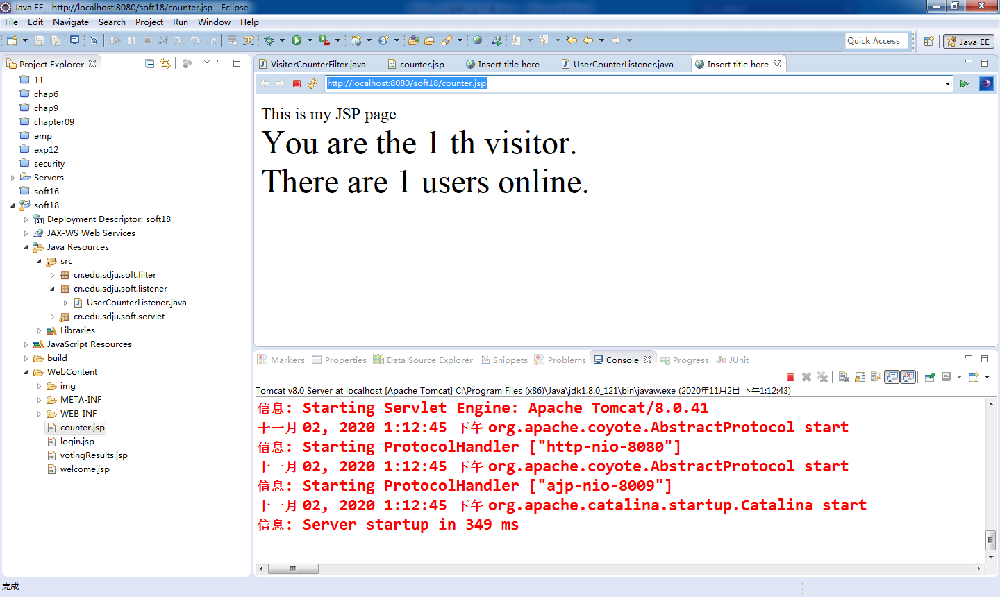 Java EE - http://localhost:8080/soft18/counter.jsp - Eclipse
File Edit Navigate Search Project Run Window Help
Quick Access
Java EE
Project Explorer
11
chap6
chap9
chapter09
emp
exp12
security
Servers
soft16
soft18
Deployment Descriptor: soft18
JAX-WS Web Services
Java Resources
src
cn.edu.sdju.soft.filter
cn.edu.sdju.soft.listener
UserCounterListener.java
cn.edu.sdju.soft.servlet
Libraries
JavaScript Resources
build
WebContent
img
META-INF
WEB-INF
counter.jsp
login.jsp
votingResults.jsp
welcome.jsp
VisitorCounterFilter.java counter.jsp Insert title here UserCounterListener.java Insert title here
http://localhost:8080/soft18/counter.jsp
This is my JSP page
You are the 1 th visitor.
There are 1 users online.
Markers Properties Data Source Explorer Snippets Problems Console Progress JUnit
Tomcat v8.0 Server at localhost [Apache Tomcat] C:\Program Files (x86)\Java\jdk1.8.0_121\bin\javaw.exe (2020年11月2日 下午1:12:43)
信息: Starting Servlet Engine: Apache Tomcat/8.0.41
十一月 02, 2020 1:12:45 下午 org.apache.coyote.AbstractProtocol start
信息: Starting ProtocolHandler ["http-nio-8080"]
十一月 02, 2020 1:12:45 下午 org.apache.coyote.AbstractProtocol start
信息: Starting ProtocolHandler ["ajp-nio-8009"]
十一月 02, 2020 1:12:45 下午 org.apache.catalina.startup.Catalina start
信息: Server startup in 349 ms
完成